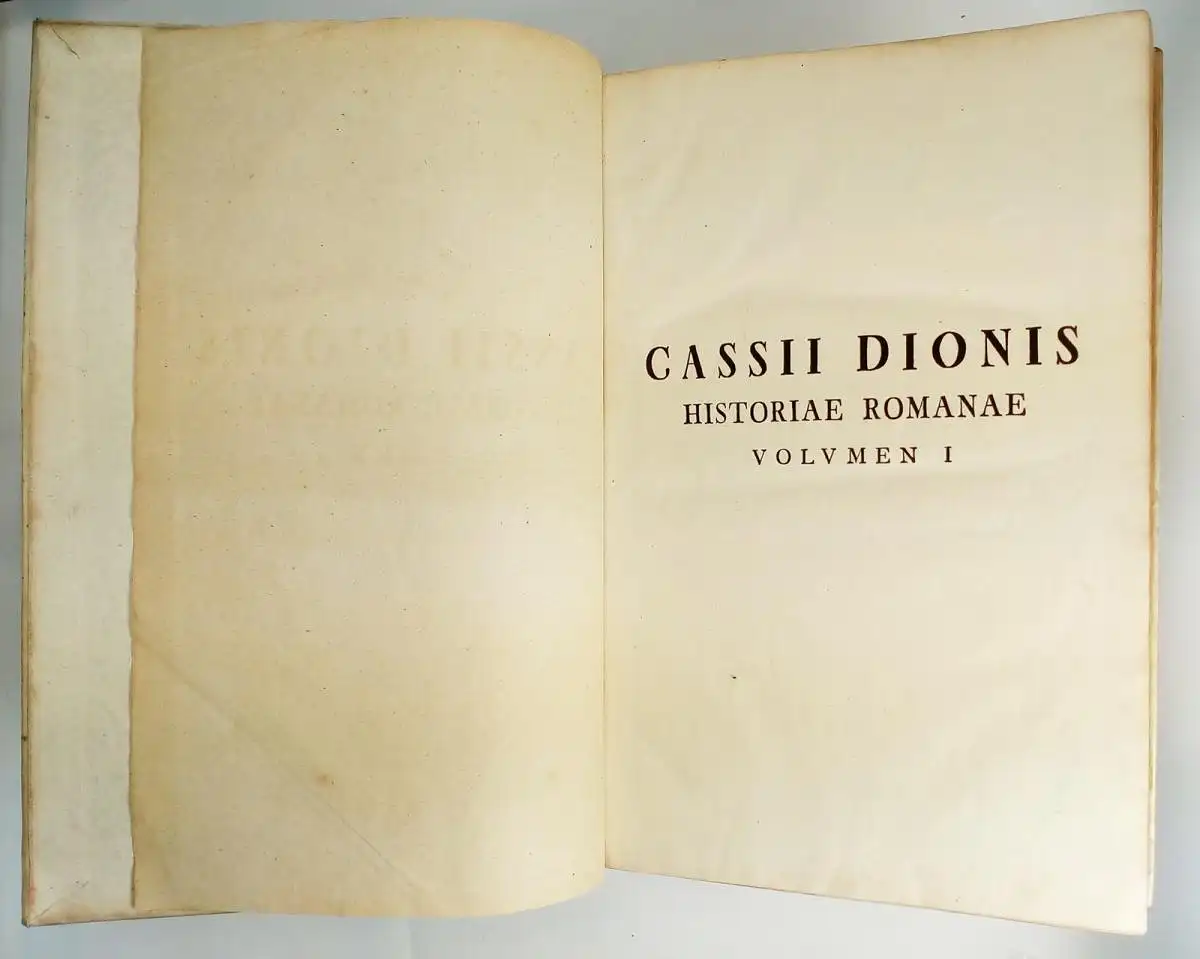 CASSII DIONIS
HISTORIAE ROMANAE
VOLVMEN I